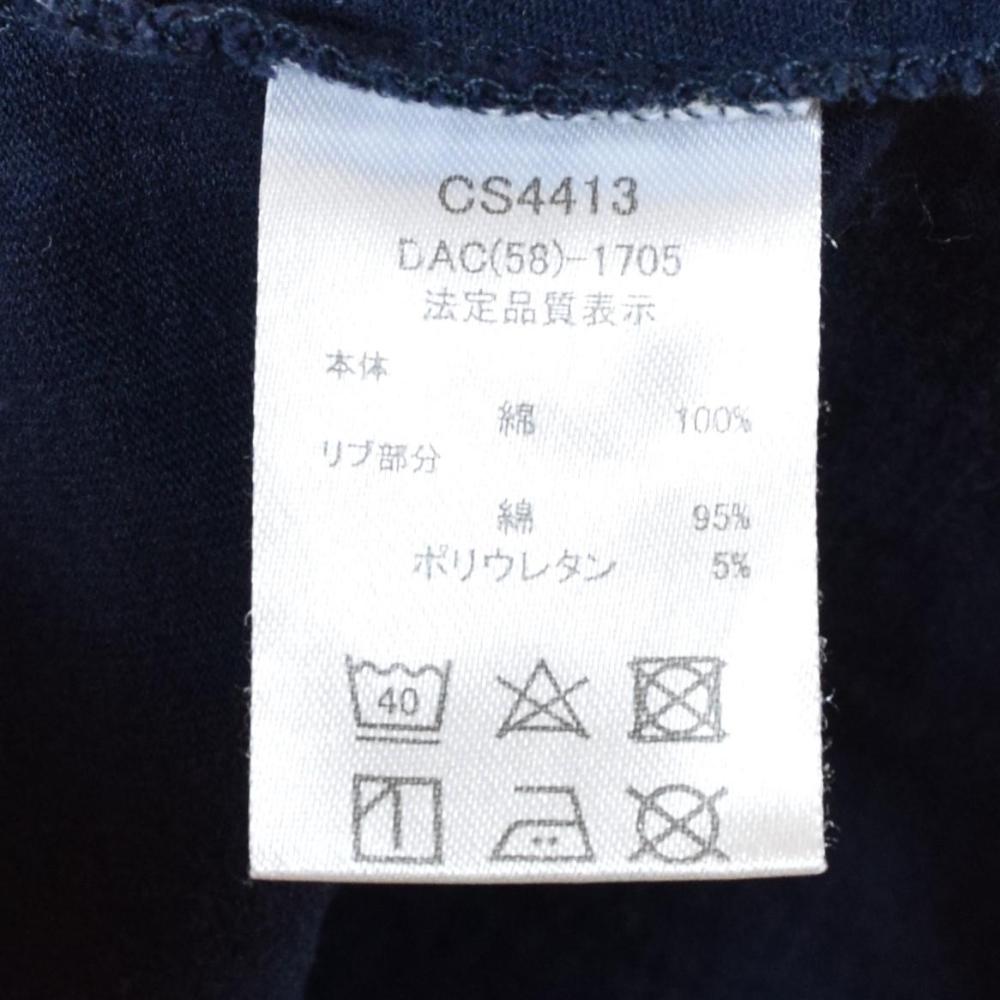 CS4413
DAC(58)-1705
法定品質表示
本体
綿 100%
リブ部分
綿 95%
ポリウレタン 5%
40